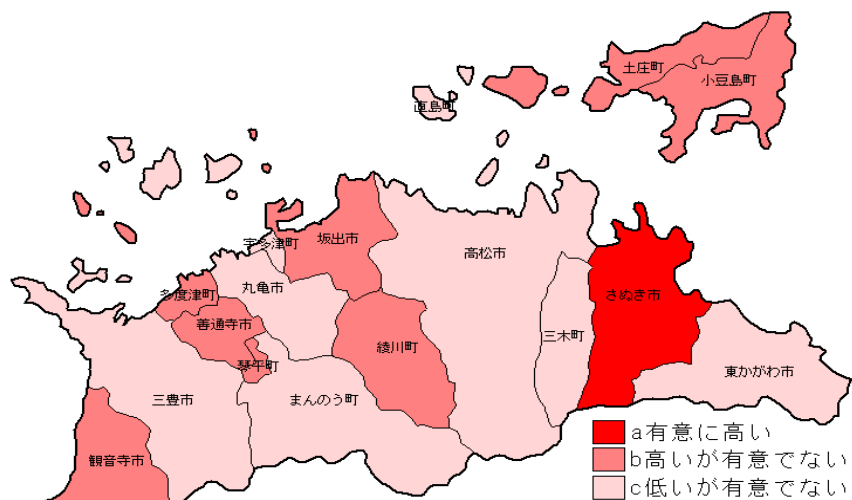 土庄町
小豆島町
直島町
宇多津町
坂出市
高松市
多度津町
丸亀市
さぬき市
善通寺市
三木町
綾川町
琴平町
東かがわ市
三豊市
まんのう町
観音寺市
a有意に高い
b高いが有意でない
c低いが有意でない